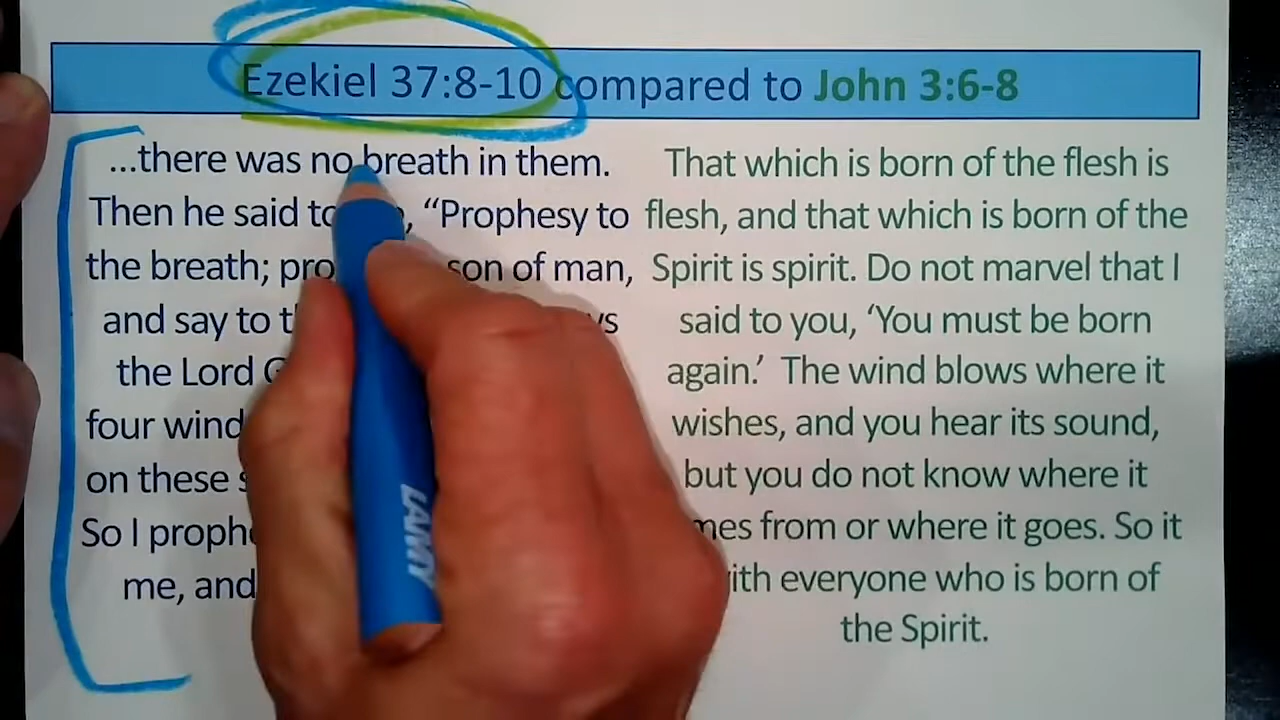 Ezekiel 37:8-10 compared to John 3:6-8
...there was no breath in them.
Then he said to , “Prophesy to
the breath; son of man,
and say to
the Lord
four
on these
So I
me, and
That which is born of the flesh is
flesh, and that which is born of the
Spirit is spirit. Do not marvel that I
said to you, ‘You must be born
again.’ The wind blows where it
wishes, and you hear its sound,
but you do not know where it
from or where it goes. So it
everyone who is born of
the Spirit.
LAMY